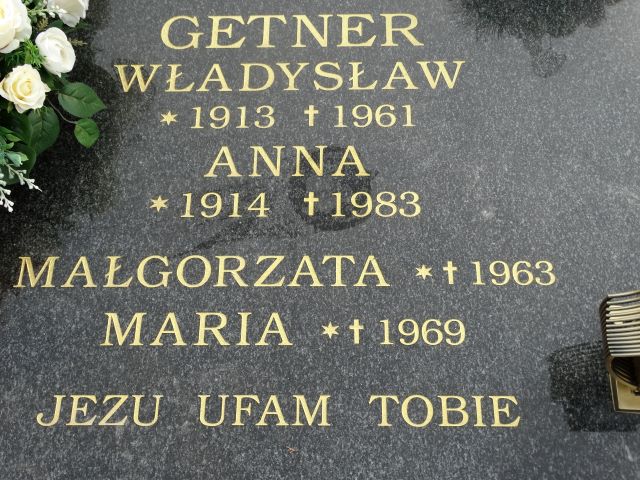 GETNER
WŁADYSŁAW
* 1913 † 1961
ANNA
* 1914 † 1983
MAŁGORZATA *† 1963
MARIA *† 1969
JEZU UFAM TOBIE